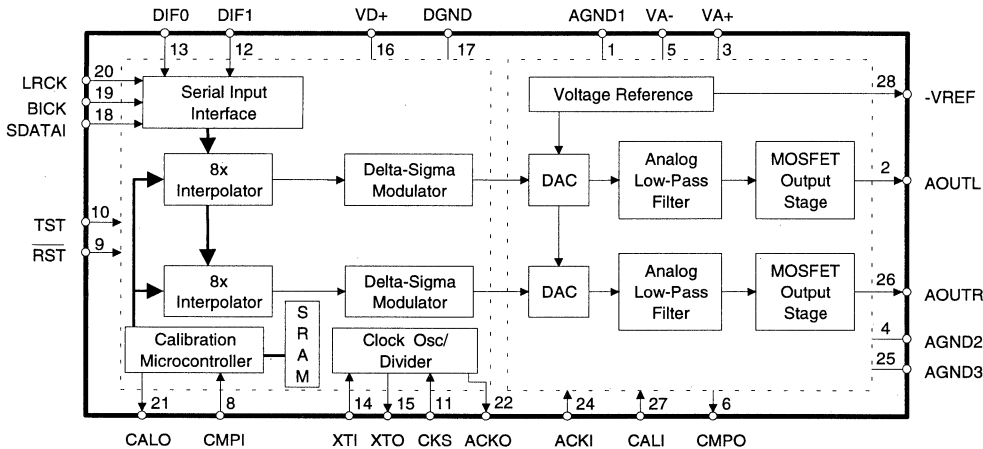 DIF0 DIF1 VD+ DGND AGND1 VA- VA+
13 12 16 17 1 5 3
LRCK 20
BICK 19
SDATAI 18
Serial Input
Interface
Voltage Reference
28 -VREF
8x
Interpolator
Delta-Sigma
Modulator
DAC
Analog
Low-Pass
Filter
MOSFET
Output
Stage
2 AOUTL
TST 10
RST 9
8x
Interpolator
Delta-Sigma
Modulator
DAC
Analog
Low-Pass
Filter
MOSFET
Output
Stage
26 AOUTR
Calibration
Microcontroller
SRAM
Clock Osc/
Divider
4 AGND2
25 AGND3
21 8 14 15 11 22 24 27 6
CALO CMPI XTI XTO CKS ACKO ACKI CALI CMPO